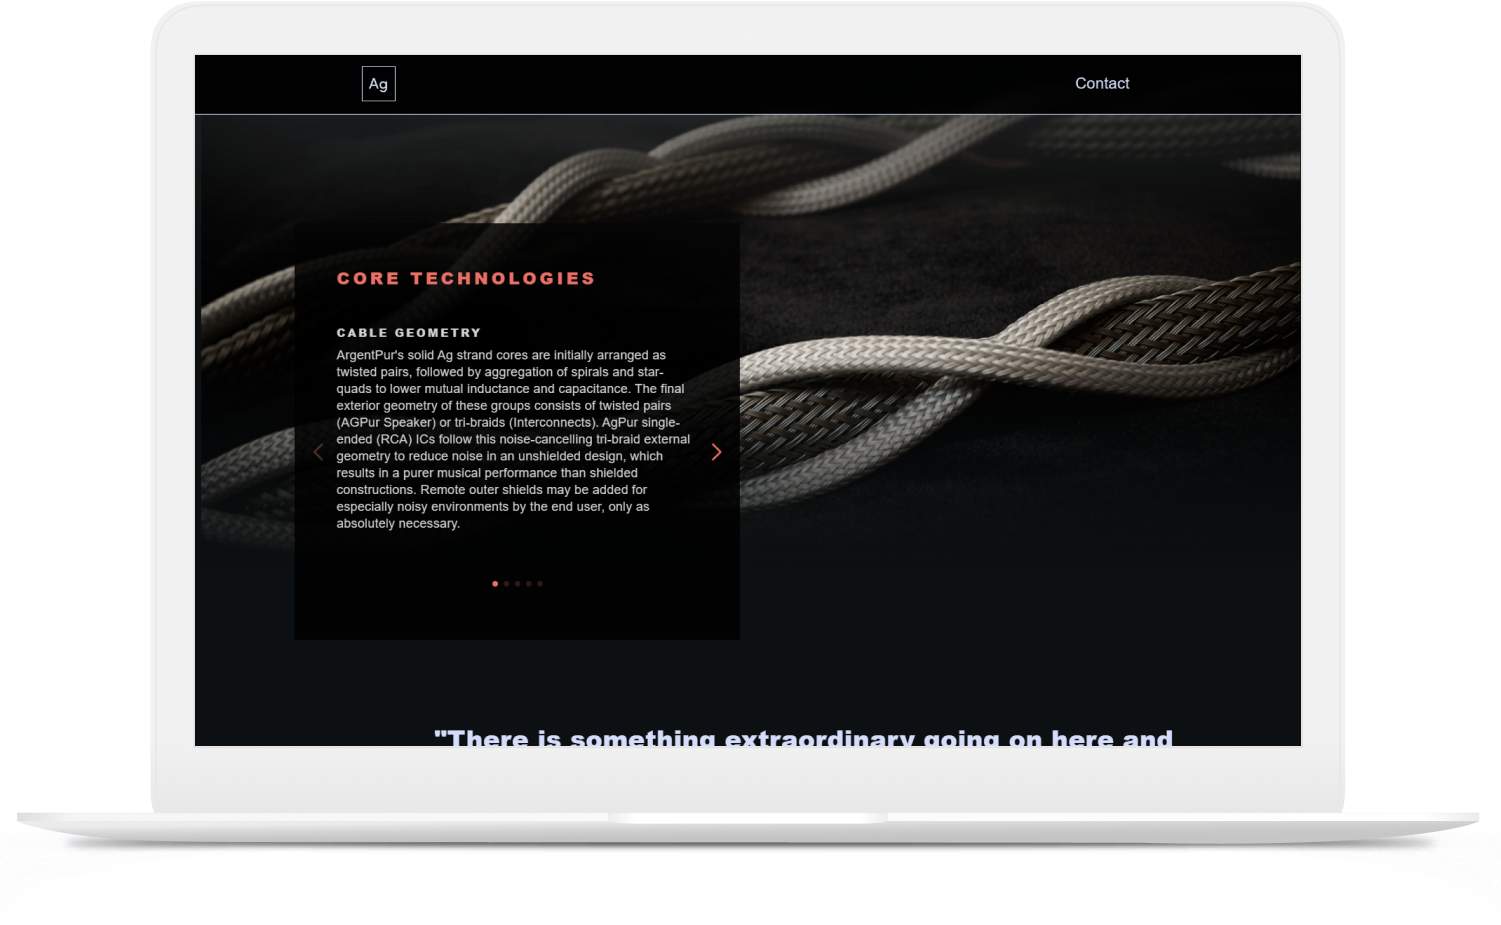 Ag
Contact
CORE TECHNOLOGIES
CABLE GEOMETRY
ArgentPur's solid Ag strand cores are initially arranged as
twisted pairs, followed by aggregation of spirals and star-
quads to lower mutual inductance and capacitance. The final
exterior geometry of these groups consists of twisted pairs
(AGPur Speaker) or tri-braids (Interconnects). AgPur single-
ended (RCA) ICs follow this noise-cancelling tri-braid external
geometry to reduce noise in an unshielded design, which
results in a purer musical performance than shielded
constructions. Remote outer shields may be added for
especially noisy environments by the end user, only as
absolutely necessary.
"There is something extraordinary going on here and